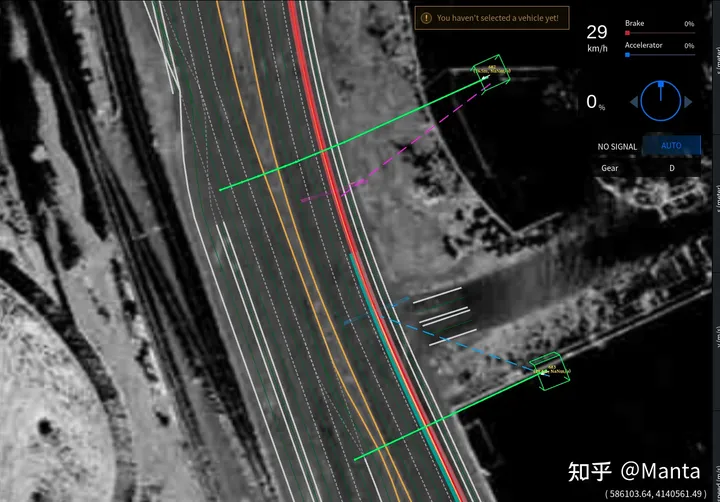 You haven't selected a vehicle yet!
29
km/h
Brake
0%
Accelerator
0%
0 %
NO SIGNAL
AUTO
Gear
D
知乎 @Manta
( 586103.64, 4140561.49 )